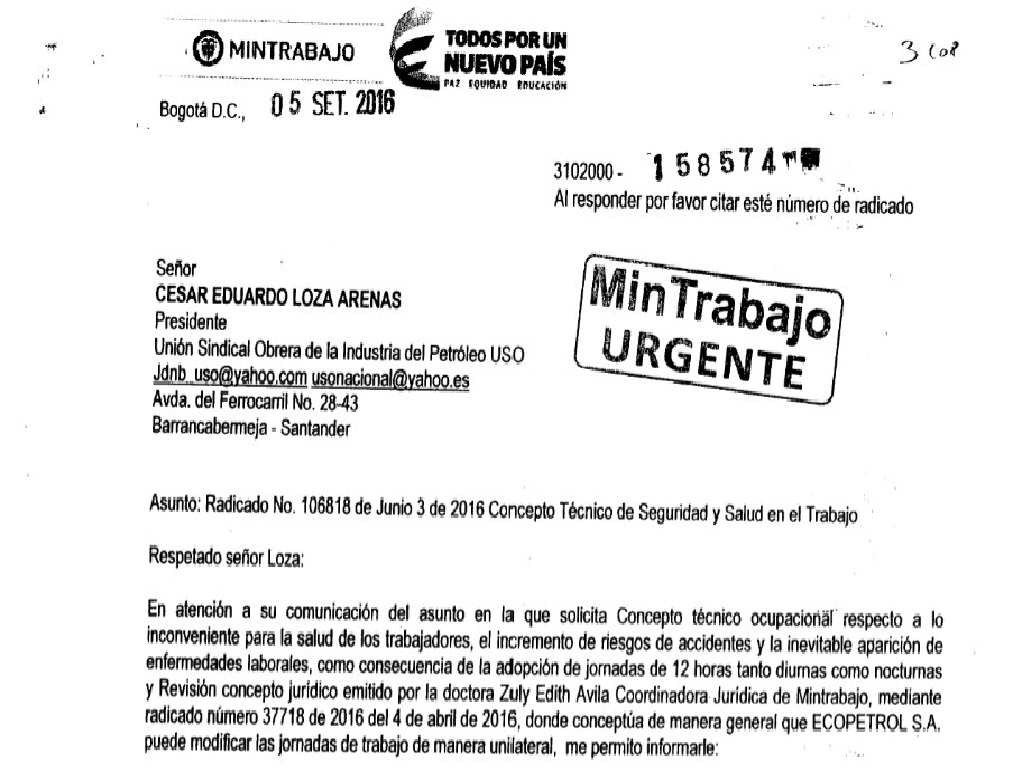 MINTRABAJO
TODOS POR UN
NUEVO PAÍS
PAZ EQUIDAD EDUCACIÓN
3
Bogotá D.C., 05 SET. 2016
3102000 - 158574
Al responder por favor citar esté número de radicado
Señor
CESAR EDUARDO LOZA ARENAS
Presidente
Unión Sindical Obrera de la Industria del Petróleo USO
Jdnb_uso@yahoo.com usonacional@yahoo.es
Avda. del Ferrocarril No. 28-43
Barrancabermeja - Santander
MinTrabajo
URGENTE
Asunto: Radicado No. 106818 de Junio 3 de 2016 Concepto Técnico de Seguridad y Salud en el Trabajo
Respetado señor Loza:
En atención a su comunicación del asunto en la que solicita Concepto técnico ocupacional respecto a lo
inconveniente para la salud de los trabajadores, el incremento de riesgos de accidentes y la inevitable aparición de
enfermedades laborales, como consecuencia de la adopción de jornadas de 12 horas tanto diurnas como nocturnas
y Revisión concepto jurídico emitido por la doctora Zuly Edith Avila Coordinadora Jurídica de Mintrabajo, mediante
radicado número 37718 de 2016 del 4 de abril de 2016, donde conceptúa de manera general que ECOPETROL S.A.
puede modificar las jornadas de trabajo de manera unilateral, me permito informarle: